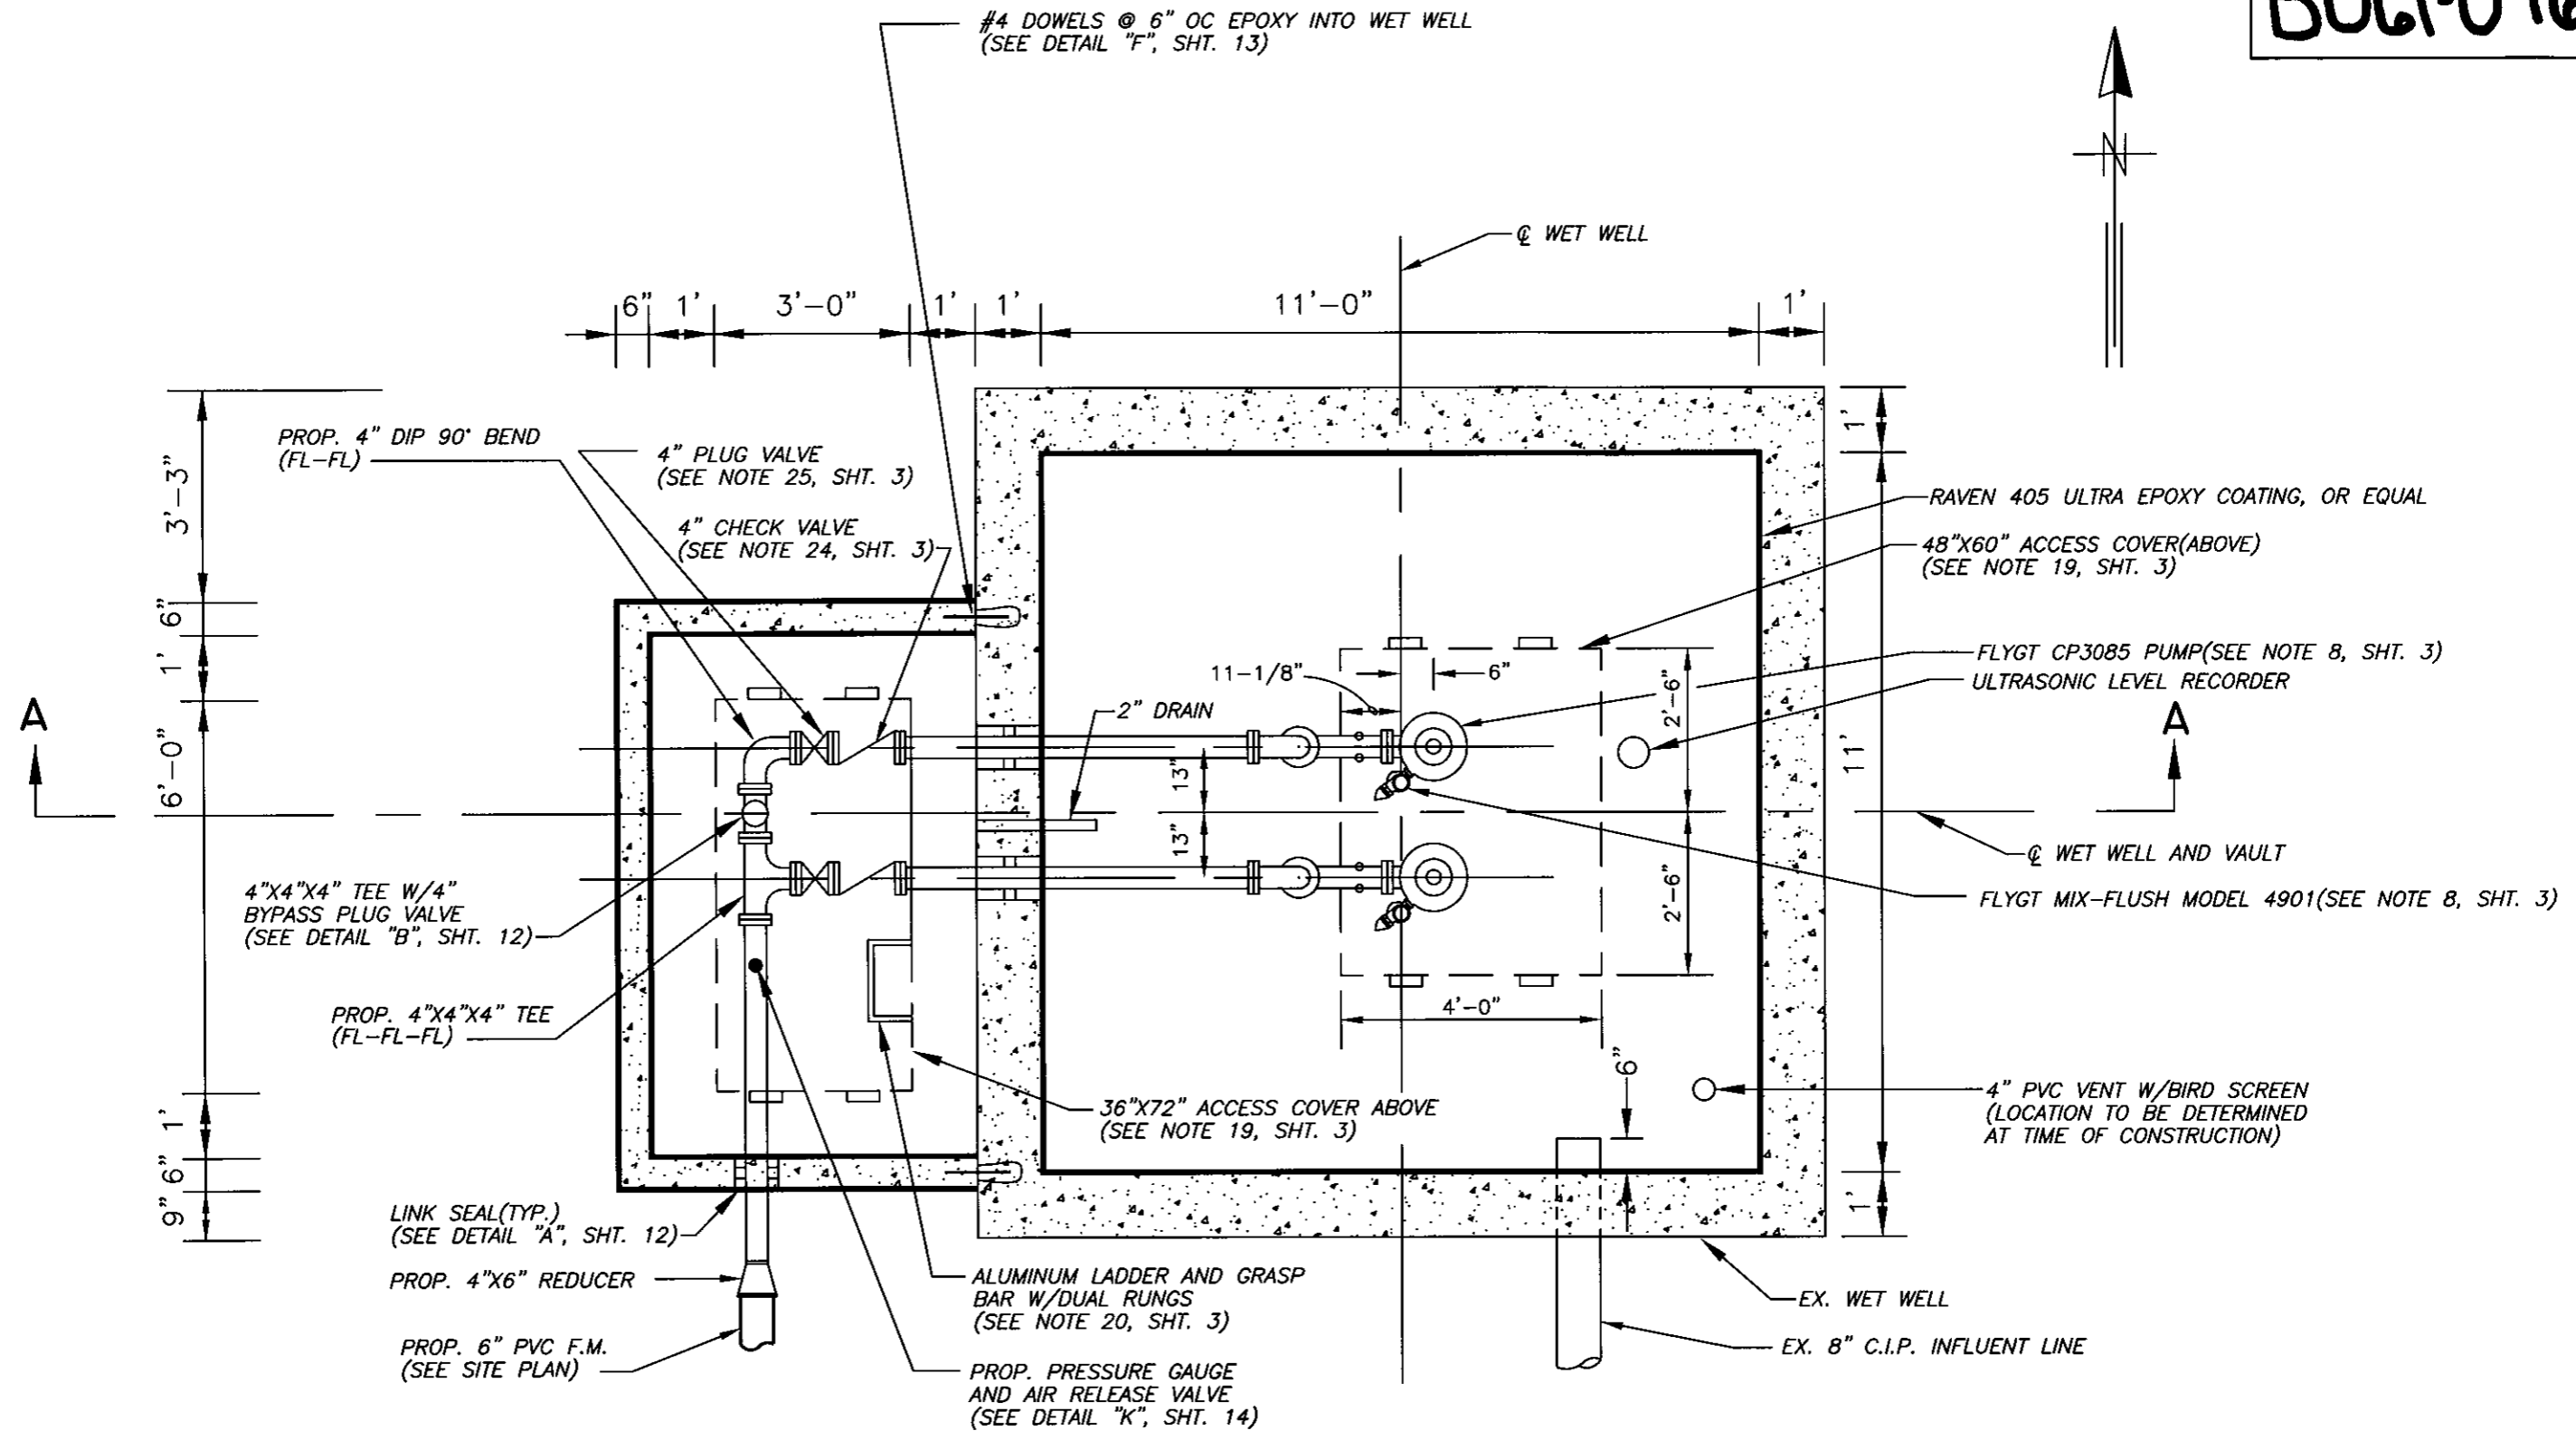 #4 DOWELS @ 6" OC EPOXY INTO WET WELL
(SEE DETAIL "F", SHT. 13)
N
℄ WET WELL
6"
1'
3'-0"
1'
1'
11'-0"
1'
PROP. 4" DIP 90° BEND
(FL-FL)
4" PLUG VALVE
(SEE NOTE 25, SHT. 3)
4" CHECK VALVE
(SEE NOTE 24, SHT. 3)
3'-3"
6"
1'
6'-0"
1'
6"
9"
1'
11'
1'
RAVEN 405 ULTRA EPOXY COATING, OR EQUAL
48"X60" ACCESS COVER(ABOVE)
(SEE NOTE 19, SHT. 3)
FLYGT CP3085 PUMP(SEE NOTE 8, SHT. 3)
ULTRASONIC LEVEL RECORDER
A
A
11-1/8"
6"
2'-6"
2'-6"
2" DRAIN
13"
13"
4'-0"
6"
℄ WET WELL AND VAULT
FLYGT MIX-FLUSH MODEL 4901(SEE NOTE 8, SHT. 3)
4"X4"X4" TEE W/4"
BYPASS PLUG VALVE
(SEE DETAIL "B", SHT. 12)
PROP. 4"X4"X4" TEE
(FL-FL-FL)
36"X72" ACCESS COVER ABOVE
(SEE NOTE 19, SHT. 3)
4" PVC VENT W/BIRD SCREEN
(LOCATION TO BE DETERMINED
AT TIME OF CONSTRUCTION)
LINK SEAL(TYP.)
(SEE DETAIL "A", SHT. 12)
PROP. 4"X6" REDUCER
PROP. 6" PVC F.M.
(SEE SITE PLAN)
ALUMINUM LADDER AND GRASP
BAR W/DUAL RUNGS
(SEE NOTE 20, SHT. 3)
PROP. PRESSURE GAUGE
AND AIR RELEASE VALVE
(SEE DETAIL "K", SHT. 14)
EX. WET WELL
EX. 8" C.I.P. INFLUENT LINE